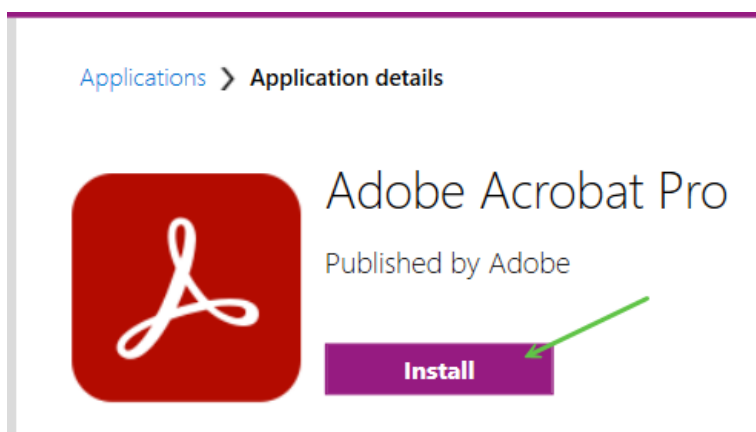 Applications ❯ Application details
Adobe Acrobat Pro
Published by Adobe
Install